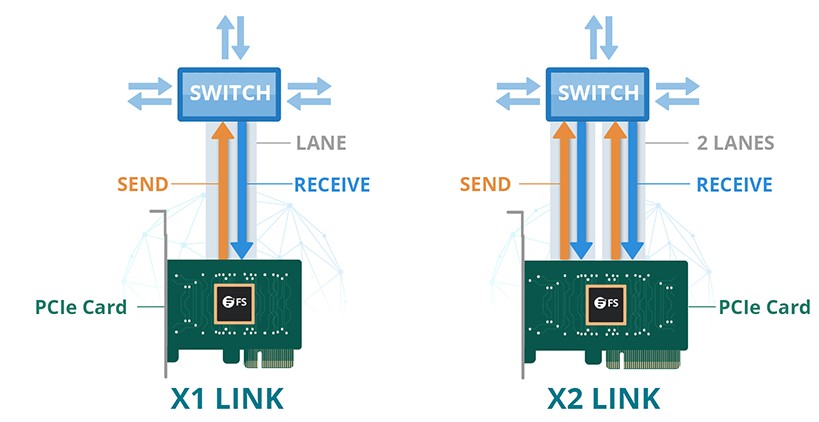 SWITCH
LANE
SEND
RECEIVE
PCIe Card
FS
X1 LINK
SWITCH
2 LANES
SEND
RECEIVE
PCIe Card
FS
X2 LINK